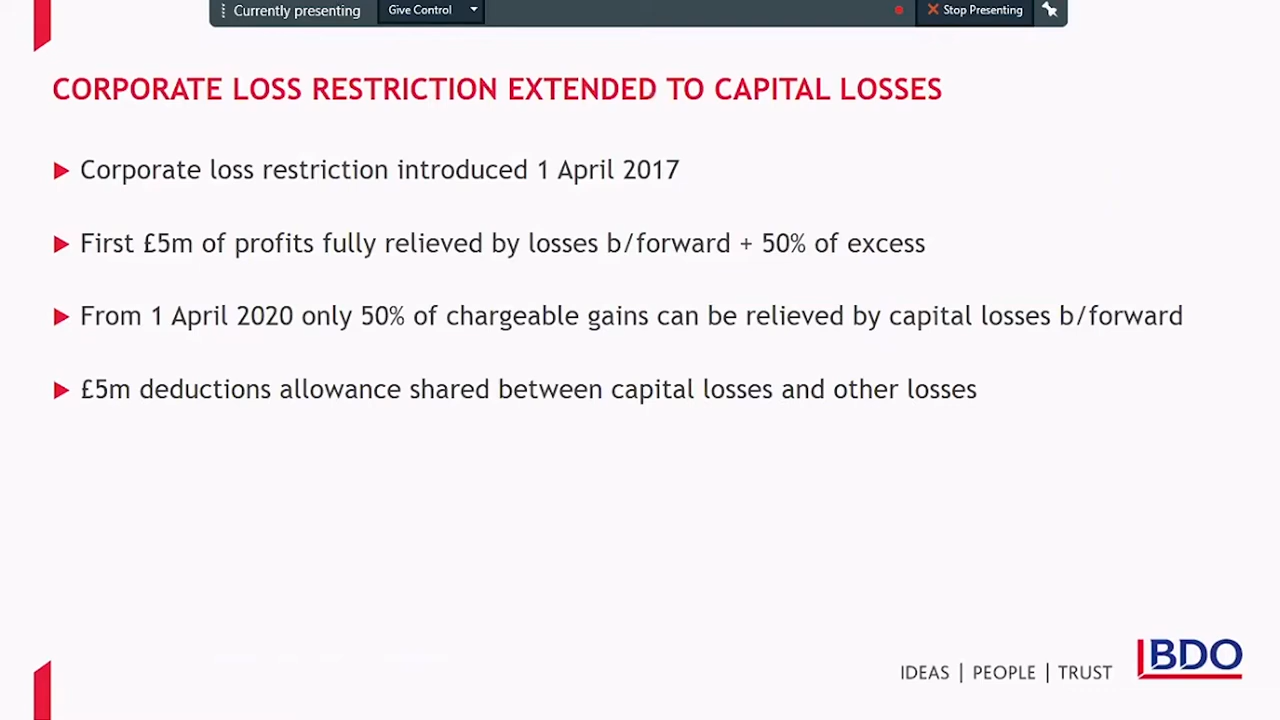 Currently presenting Give Control Stop Presenting
CORPORATE LOSS RESTRICTION EXTENDED TO CAPITAL LOSSES
Corporate loss restriction introduced 1 April 2017
First £5m of profits fully relieved by losses b/forward + 50% of excess
From 1 April 2020 only 50% of chargeable gains can be relieved by capital losses b/forward
£5m deductions allowance shared between capital losses and other losses
IDEAS | PEOPLE | TRUST BDO